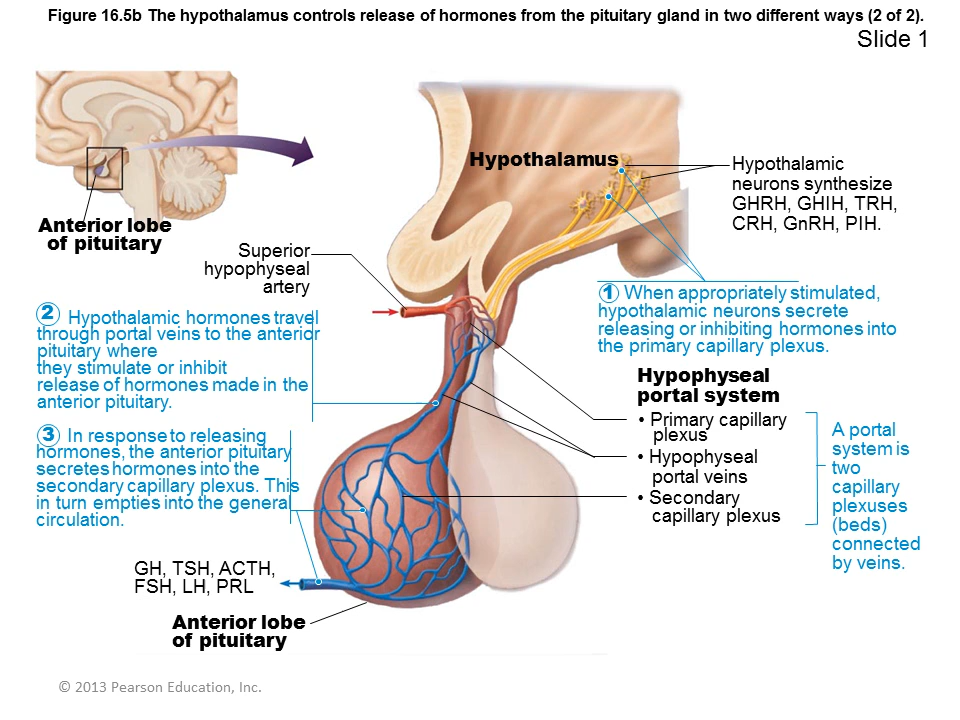 Figure 16.5b The hypothalamus controls release of hormones from the pituitary gland in two different ways (2 of 2).
Slide 1
Hypothalamus
Hypothalamic
neurons synthesize
GHRH, GHIH, TRH,
CRH, GnRH, PIH.
Anterior lobe
of pituitary
Superior
hypophyseal
artery
1 When appropriately stimulated,
hypothalamic neurons secrete
releasing or inhibiting hormones into
the primary capillary plexus.
2 Hypothalamic hormones travel
through portal veins to the anterior
pituitary where
they stimulate or inhibit
release of hormones made in the
anterior pituitary.
Hypophyseal
portal system
• Primary capillary
plexus
• Hypophyseal
portal veins
• Secondary
capillary plexus
A portal
system is
two
capillary
plexuses
(beds)
connected
by veins.
3 In response to releasing
hormones, the anterior pituitary
secretes hormones into the
secondary capillary plexus. This
in turn empties into the general
circulation.
GH, TSH, ACTH,
FSH, LH, PRL
Anterior lobe
of pituitary
© 2013 Pearson Education, Inc.